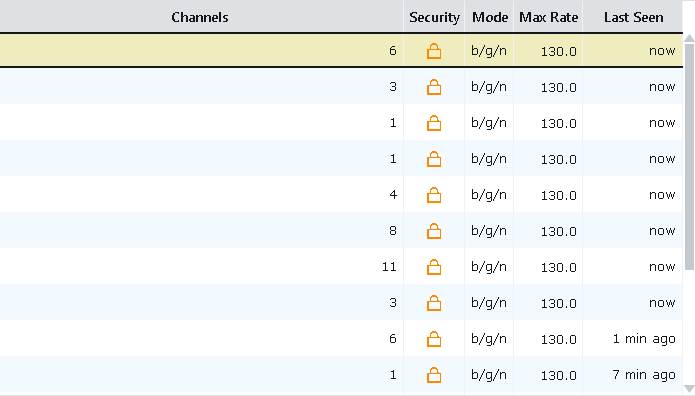 Channels Security Mode Max Rate Last Seen
6 b/g/n 130.0 now
3 b/g/n 130.0 now
1 b/g/n 130.0 now
1 b/g/n 130.0 now
4 b/g/n 130.0 now
8 b/g/n 130.0 now
11 b/g/n 130.0 now
3 b/g/n 130.0 now
6 b/g/n 130.0 1 min ago
1 b/g/n 130.0 7 min ago